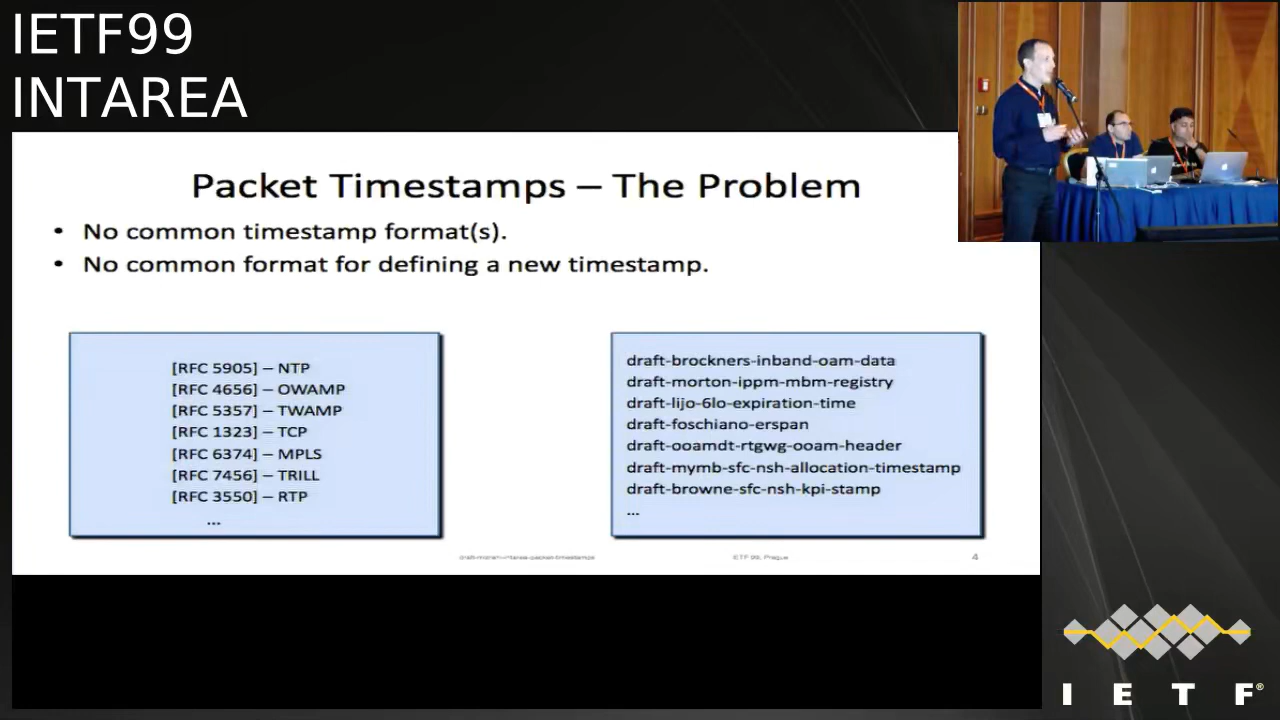 IETF99
INTAREA
Packet Timestamps – The Problem
• No common timestamp format(s).
• No common format for defining a new timestamp.
[RFC 5905] – NTP
[RFC 4656] – OWAMP
[RFC 5357] – TWAMP
[RFC 1323] – TCP
[RFC 6374] – MPLS
[RFC 7456] – TRILL
[RFC 3550] – RTP
...
draft-brockners-inband-oam-data
draft-morton-ippm-mbm-registry
draft-lijo-6lo-expiration-time
draft-foschiano-erspan
draft-ooamdt-rtgwg-ooam-header
draft-mymb-sfc-nsh-allocation-timestamp
draft-browne-sfc-nsh-kpi-stamp
...
IETF 99, Prague
4
I E T F®